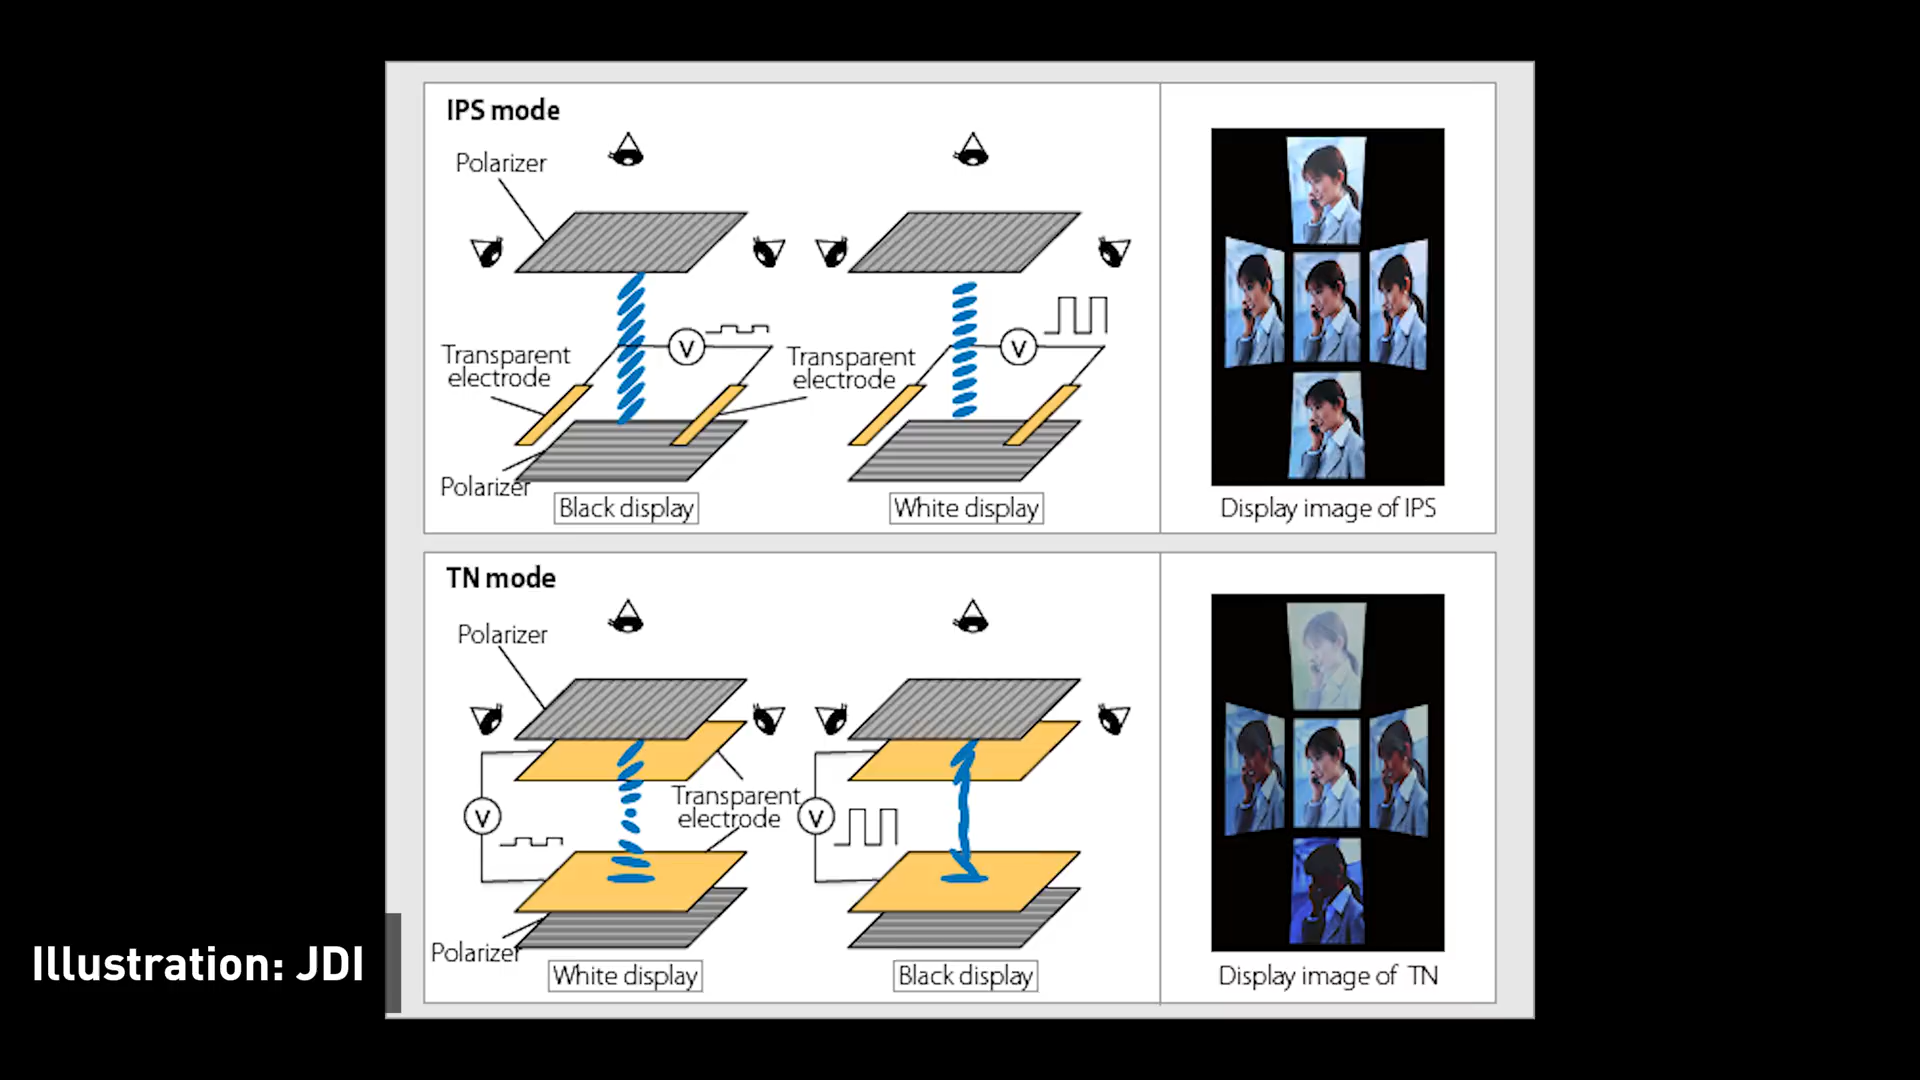 IPS mode
Polarizer
V
V
Transparent
electrode
Transparent
electrode
Polarizer
Black display
White display
Display image of IPS
TN mode
Polarizer
Transparent
electrode
V
V
Polarizer
White display
Black display
Display image of TN
Illustration: JDI